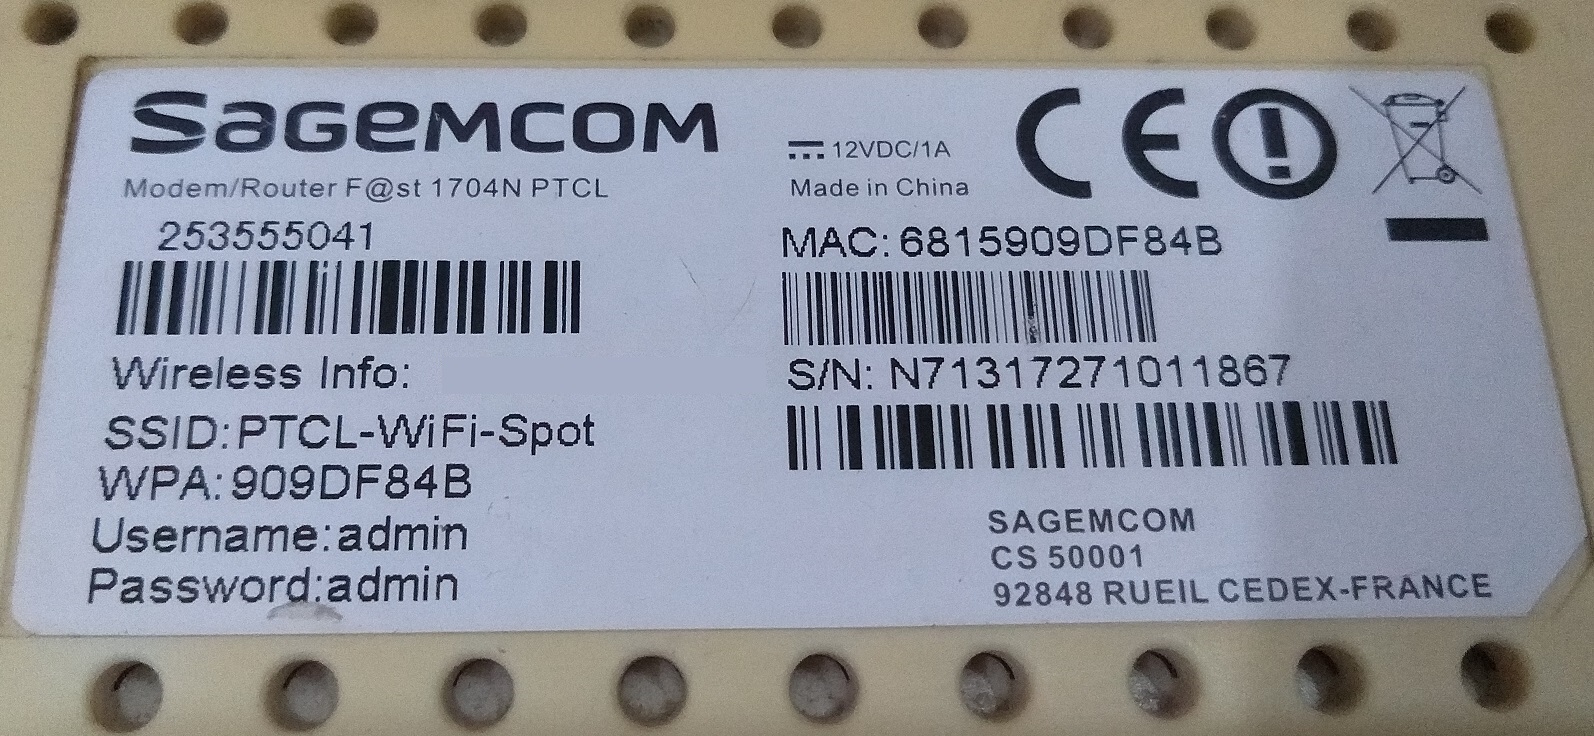 SAGEMCOM
Modem/Router F@st 1704N PTCL
253555041
Wireless Info:
SSID:PTCL-WiFi-Spot
WPA:909DF84B
Username:admin
Password:admin
12VDC/1A
Made in China
CE
MAC:6815909DF84B
S/N: N71317271011867
SAGEMCOM
CS 50001
92848 RUEIL CEDEX-FRANCE